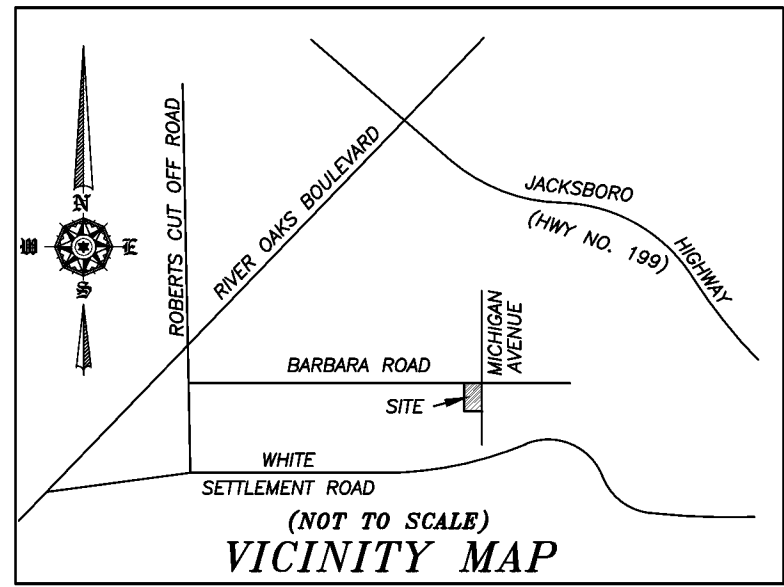 N
W
E
S
ROBERTS CUT OFF ROAD
RIVER OAKS BOULEVARD
JACKSBORO
(HWY NO. 199)
HIGHWAY
MICHIGAN
AVENUE
BARBARA ROAD
SITE
WHITE
SETTLEMENT ROAD
(NOT TO SCALE)
VICINITY MAP